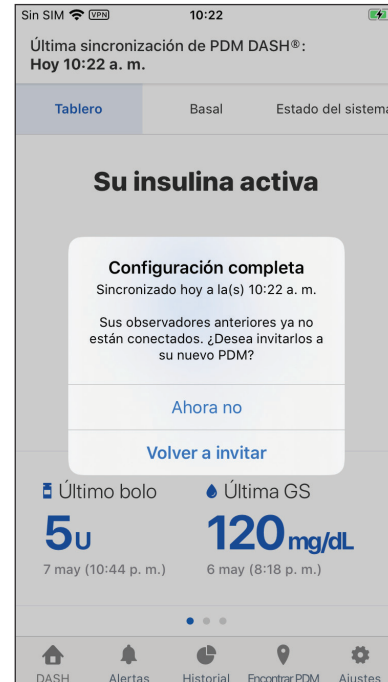 Sin SIM VPN 10:22
Última sincronización de PDM DASH®:
Hoy 10:22 a. m.
Tablero Basal Estado del sistema
Su insulina activa
Configuración completa
Sincronizado hoy a la(s) 10:22 a. m.
Sus observadores anteriores ya no
están conectados. ¿Desea invitarlos a
su nuevo PDM?
Ahora no
Volver a invitar
Último bolo Última GS
5U 120 mg/dL
7 may (10:44 p. m.) 6 may (8:18 p. m.)
DASH Alertas Historial Encontrar PDM Ajustes